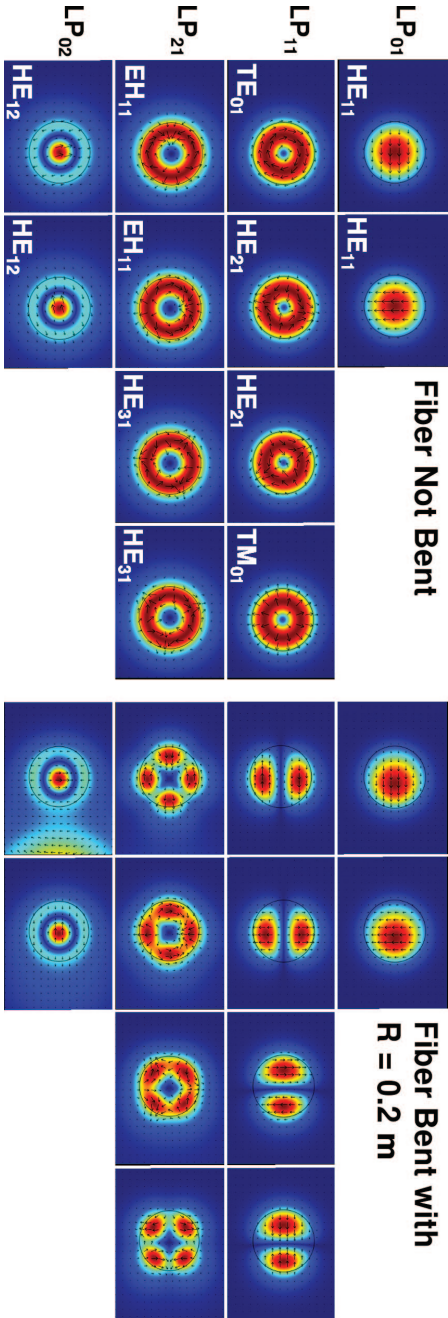 Fiber Not Bent
Fiber Bent with
R = 0.2 m
LP₀₁
HE₁₁ HE₁₁
LP₁₁
TE₀₁ HE₂₁ HE₂₁ TM₀₁
LP₂₁
EH₁₁ EH₁₁ HE₃₁ HE₃₁
LP₀₂
HE₁₂ HE₁₂